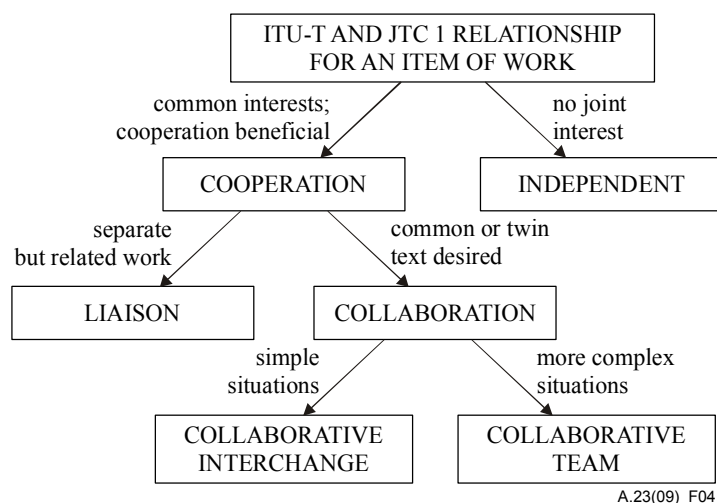 ITU-T AND JTC 1 RELATIONSHIP
FOR AN ITEM OF WORK
common interests;
cooperation beneficial
no joint
interest
COOPERATION
INDEPENDENT
separate
but related work
common or twin
text desired
LIAISON
COLLABORATION
simple
situations
more complex
situations
COLLABORATIVE
INTERCHANGE
COLLABORATIVE
TEAM
A.23(09)_F04